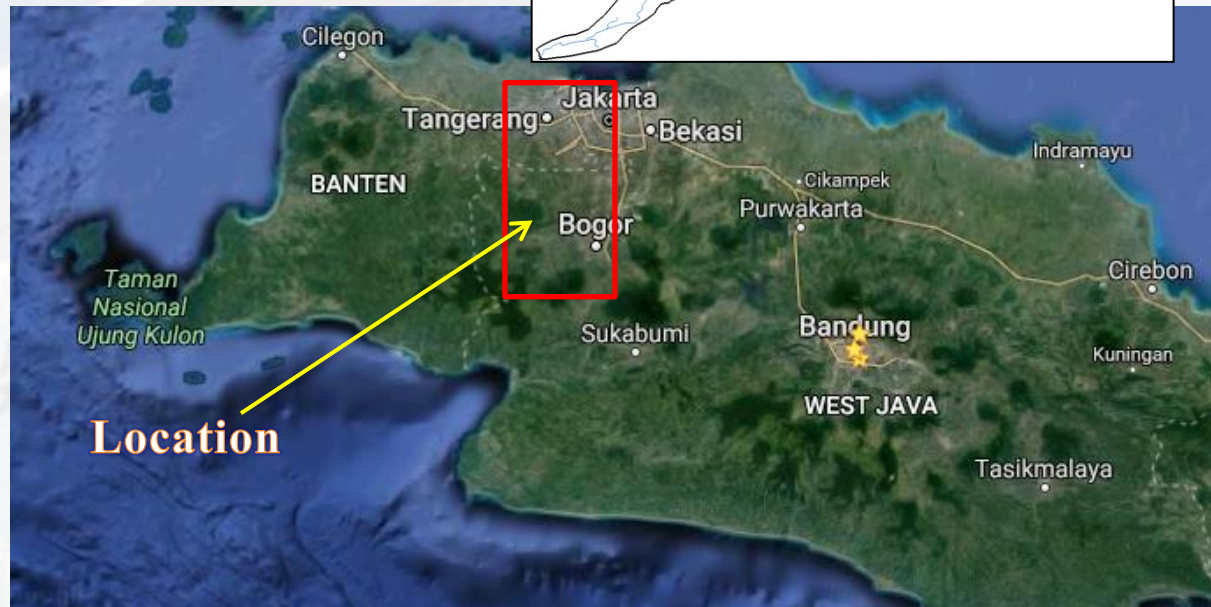 Cilegon
Jakarta
Tangerang
Bekasi
Indramayu
BANTEN
Cikampek
Purwakarta
Bogor
Cirebon
Taman
Nasional
Ujung Kulon
Sukabumi
Bandung
Kuningan
WEST JAVA
Location
Tasikmalaya